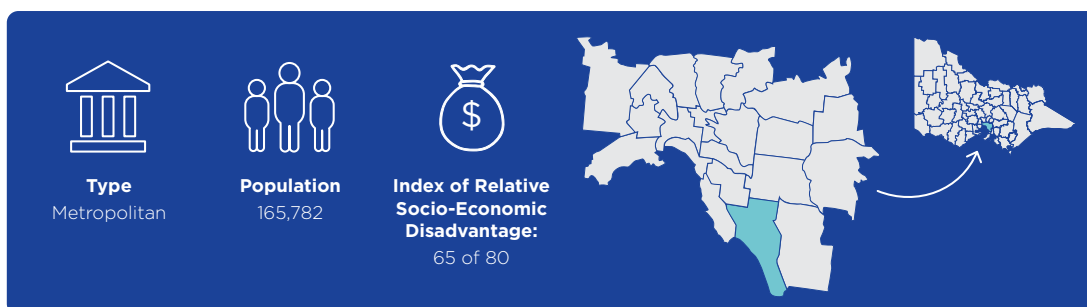 $
Type
Metropolitan
Population
165,782
Index of Relative
Socio-Economic
Disadvantage:
65 of 80